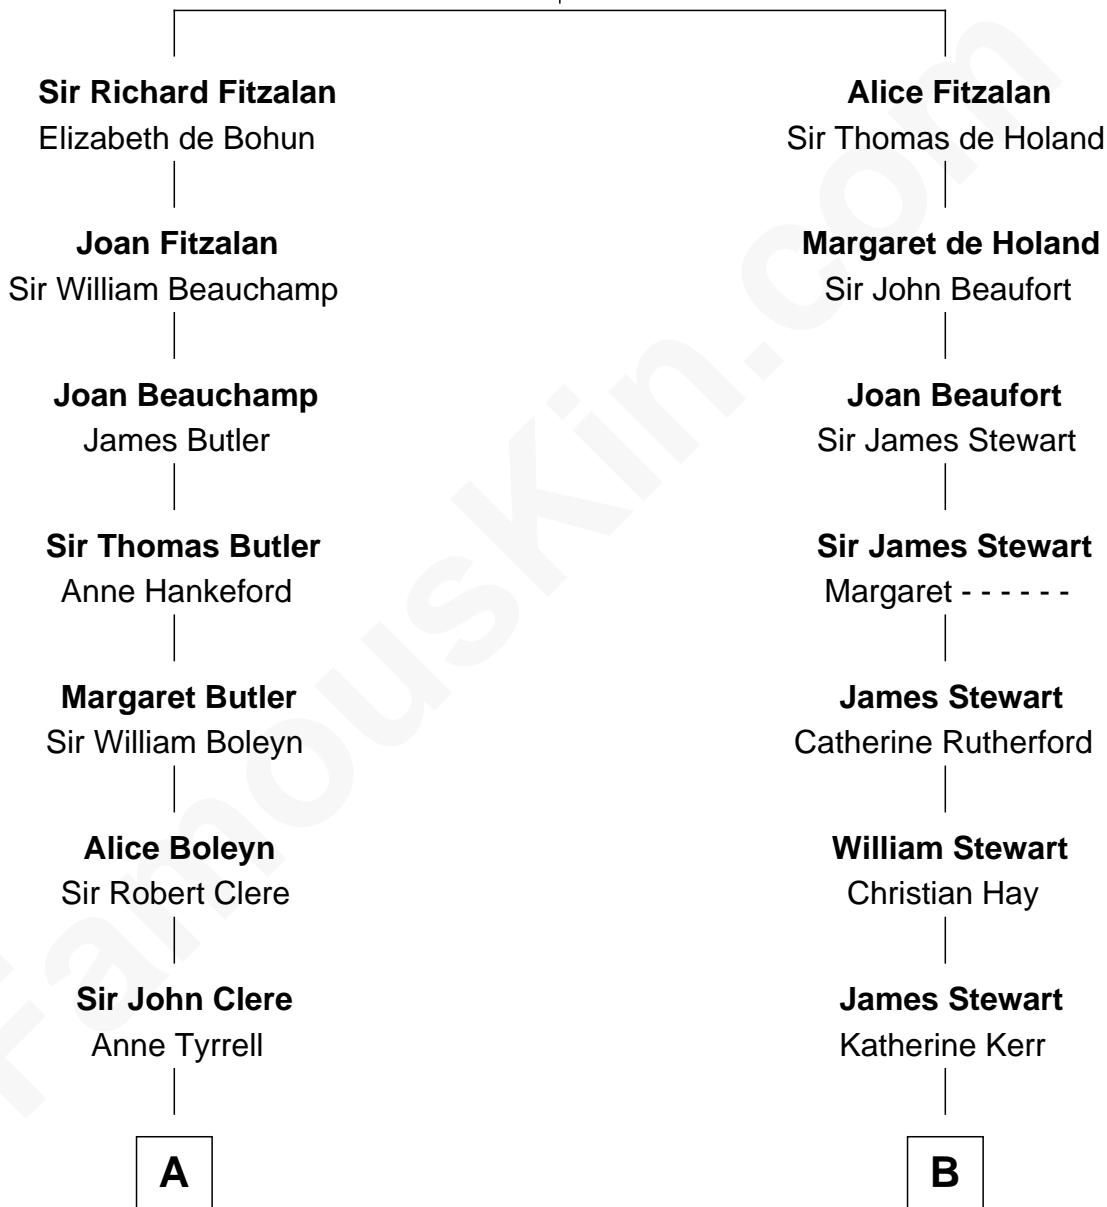 Sir Richard Fitzalan
Elizabeth de Bohun
Joan Fitzalan
Sir William Beauchamp
Joan Beauchamp
James Butler
Sir Thomas Butler
Anne Hankeford
Margaret Butler
Sir William Boleyn
Alice Boleyn
Sir Robert Clere
Sir John Clere
Anne Tyrrell
A
Alice Fitzalan
Sir Thomas de Holand
Margaret de Holand
Sir John Beaufort
Joan Beaufort
Sir James Stewart
Sir James Stewart
Margaret - - - - - -
James Stewart
Catherine Rutherford
William Stewart
Christian Hay
James Stewart
Katherine Kerr
B
FamousKin.com